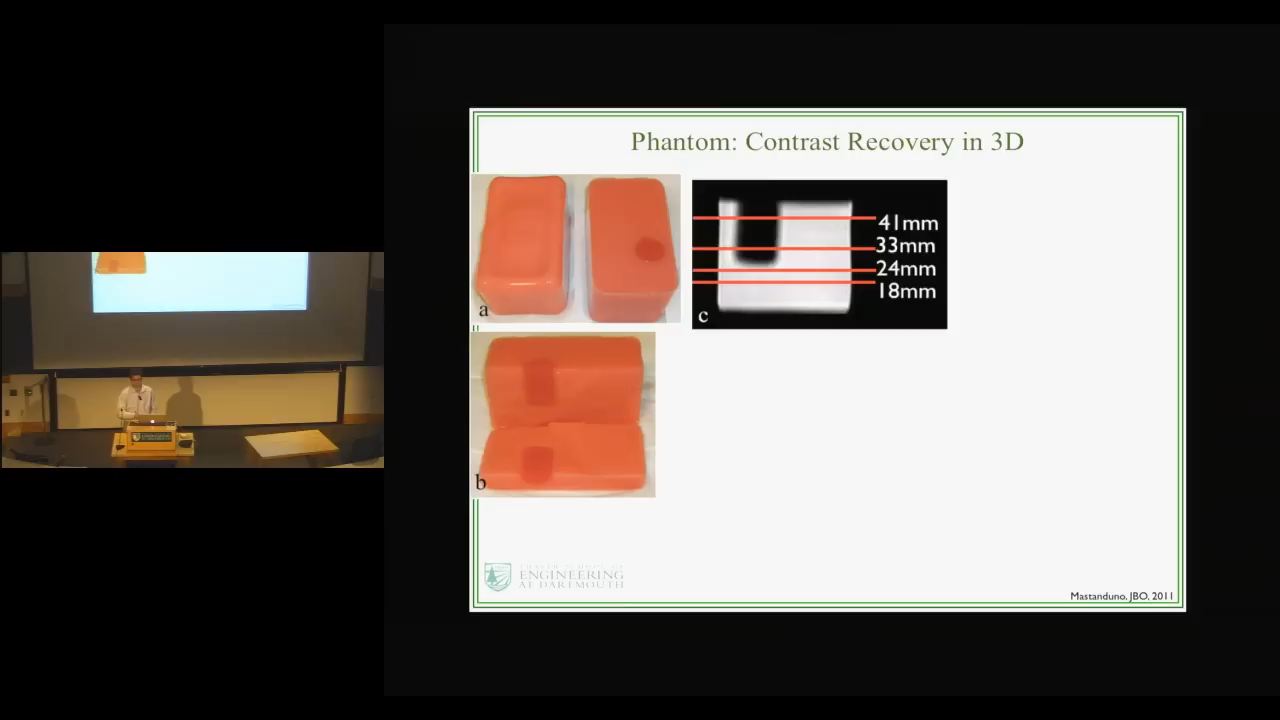 Phantom: Contrast Recovery in 3D
41mm
33mm
24mm
18mm
a
c
b
ENGINEERING
AT DARTMOUTH
Mastanduno, JBO, 2011